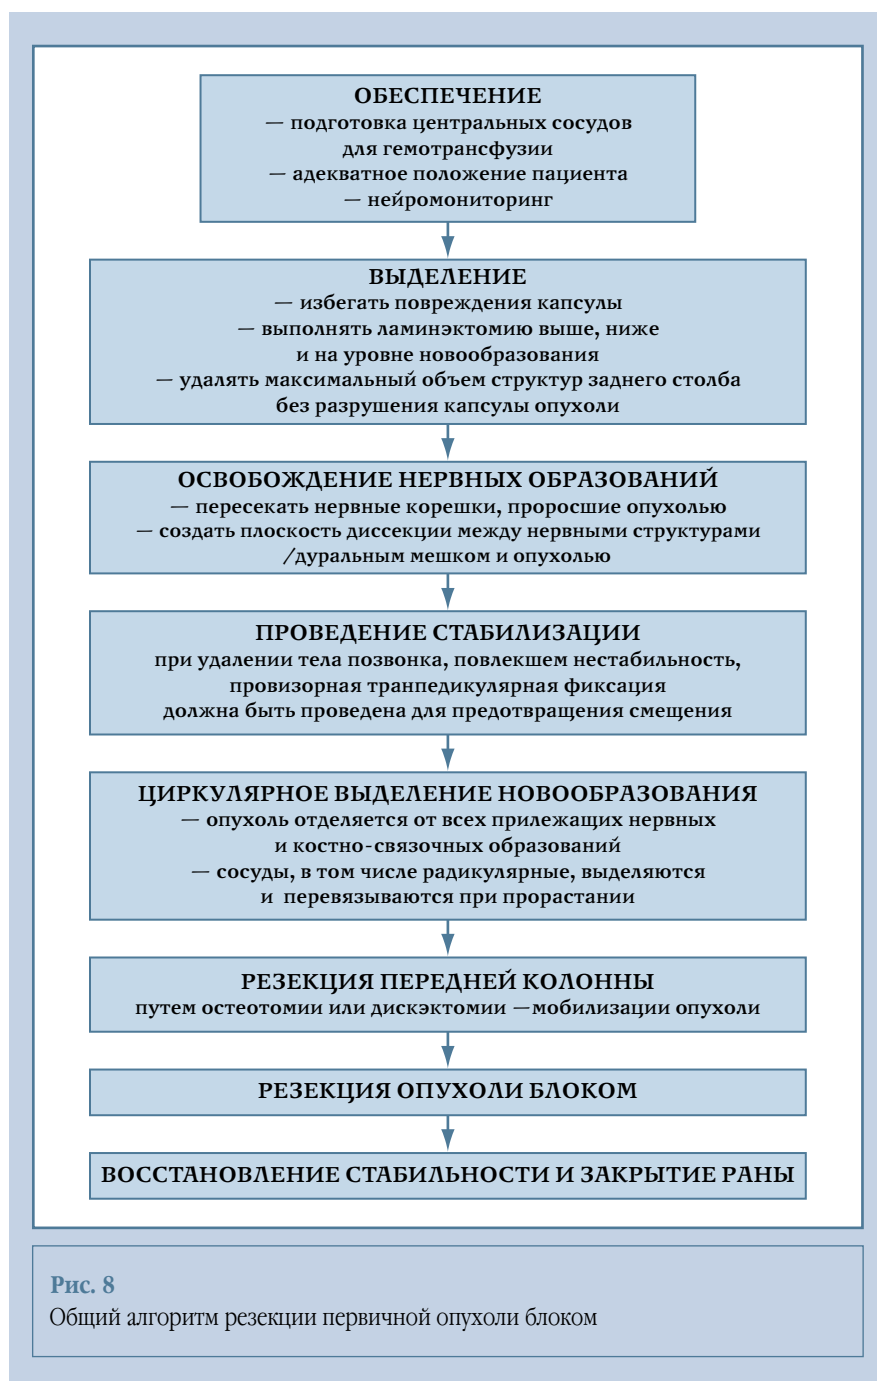 ОБЕСПЕЧЕНИЕ
— подготовка центральных сосудов
для гемотрансфузии
— адекватное положение пациента
— нейромониторинг
ВЫДЕЛЕНИЕ
— избегать повреждения капсулы
— выполнять ламинэктомию выше, ниже
и на уровне новообразования
— удалять максимальный объем структур заднего столба
без разрушения капсулы опухоли
ОСВОБОЖДЕНИЕ НЕРВНЫХ ОБРАЗОВАНИЙ
— пересекать нервные корешки, проросшие опухолью
— создать плоскость диссекции между нервными структурами
/дуральным мешком и опухолью
ПРОВЕДЕНИЕ СТАБИЛИЗАЦИИ
при удалении тела позвонка, повлекшем нестабильность,
провизорная транпедикулярная фиксация
должна быть проведена для предотвращения смещения
ЦИРКУЛЯРНОЕ ВЫДЕЛЕНИЕ НОВООБРАЗОВАНИЯ
— опухоль отделяется от всех прилежащих нервных
и костно-связочных образований
— сосуды, в том числе радикулярные, выделяются
и перевязываются при прорастании
РЕЗЕКЦИЯ ПЕРЕДНЕЙ КОЛОННЫ
путем остеотомии или дискэктомии —мобилизации опухоли
РЕЗЕКЦИЯ ОПУХОЛИ БЛОКОМ
ВОССТАНОВЛЕНИЕ СТАБИЛЬНОСТИ И ЗАКРЫТИЕ РАНЫ
Рис. 8
Общий алгоритм резекции первичной опухоли блоком